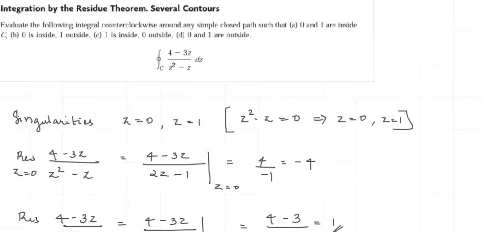 Integration by the Residue Theorem. Several Contours
Evaluate the following integral counterclockwise around any simple closed path such that (a) 0 and 1 are inside
C, (b) 0 is inside, 1 outside, (c) 1 is inside, 0 outside, (d) 0 and 1 are outside.
∮_C (4 − 3z)/(z² − z) dz
Singularities z = 0, z = 1 [z² - z = 0 ⇒ z = 0, z = 1]
Res_{z=0} (4 - 3z)/(z² - z) = (4 - 3z)/(2z - 1) |_{z=0} = 4/-1 = -4
Res 4 - 3z = 4 - 3z | = 4 - 3 = 1